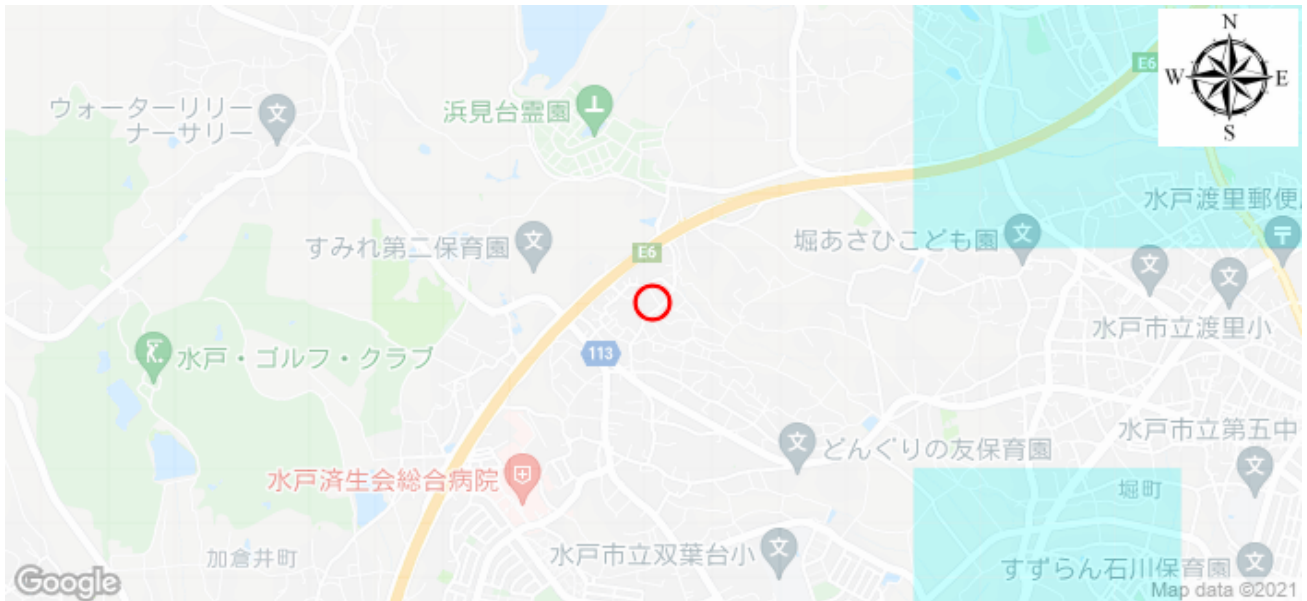 N
W
E
S
E6
ウォーターリリー
ナーサリー
浜見台霊園
水戸渡里郵便
すみれ第二保育園
堀あさひこども園
E6
水戸市立渡里小
水戸・ゴルフ・クラブ
113
水戸市立第五中
どんぐりの友保育園
水戸済生会総合病院
堀町
加倉井町
水戸市立双葉台小
すずらん石川保育園
Google
Map data ©2021